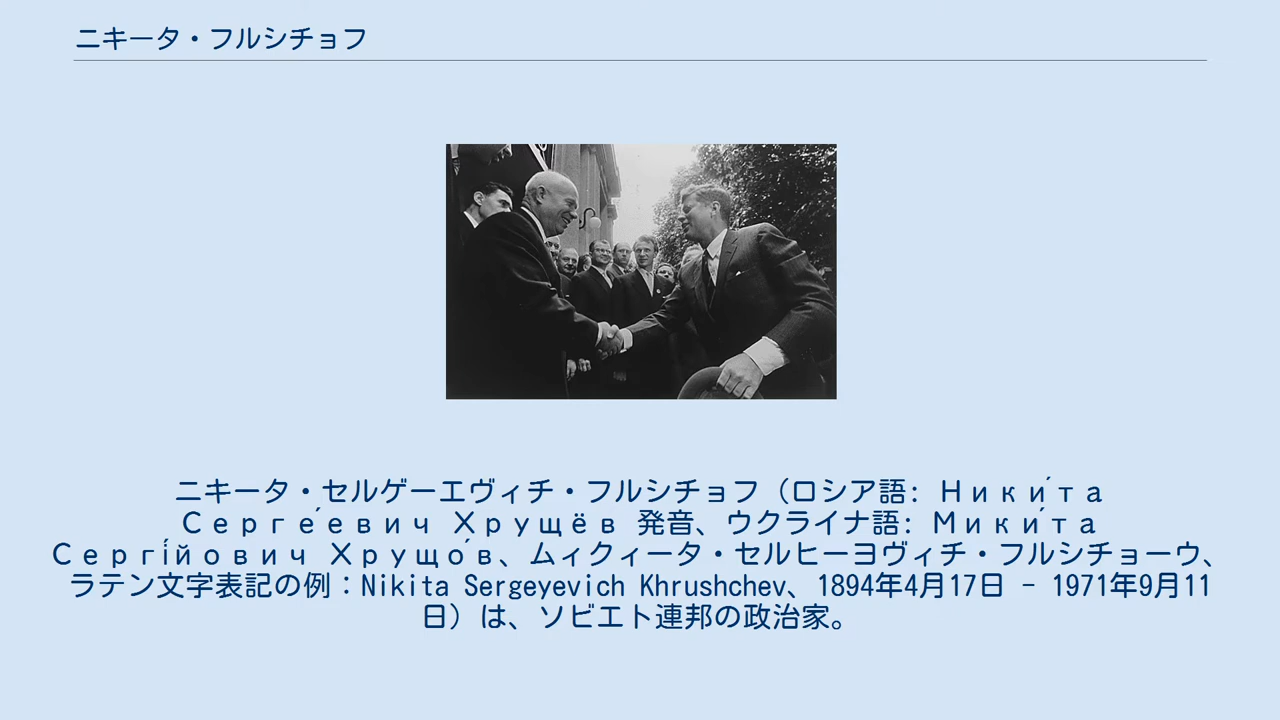 ニキータ・フルシチョフ
ニキータ・セルゲーエヴィチ・フルシチョフ（ロシア語: Ники́та
Серге́евич Хрущёв 発音、ウクライナ語: Мики́та
Сергі́йович Хрущо́в、ムィクィータ・セルヒーヨヴィチ・フルシチョーウ、
ラテン文字表記の例：Nikita Sergeyevich Khrushchev、1894年4月17日 - 1971年9月11
日）は、ソビエト連邦の政治家。